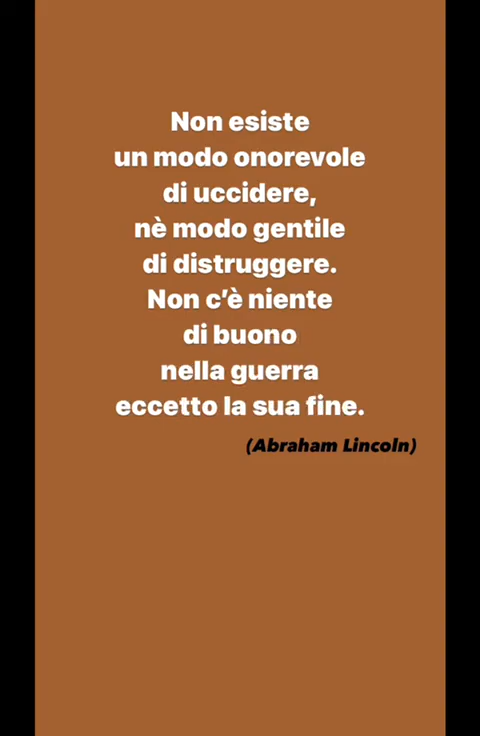 Non esiste
un modo onorevole
di uccidere,
nè modo gentile
di distruggere.
Non c’è niente
di buono
nella guerra
eccetto la sua fine.
(Abraham Lincoln)